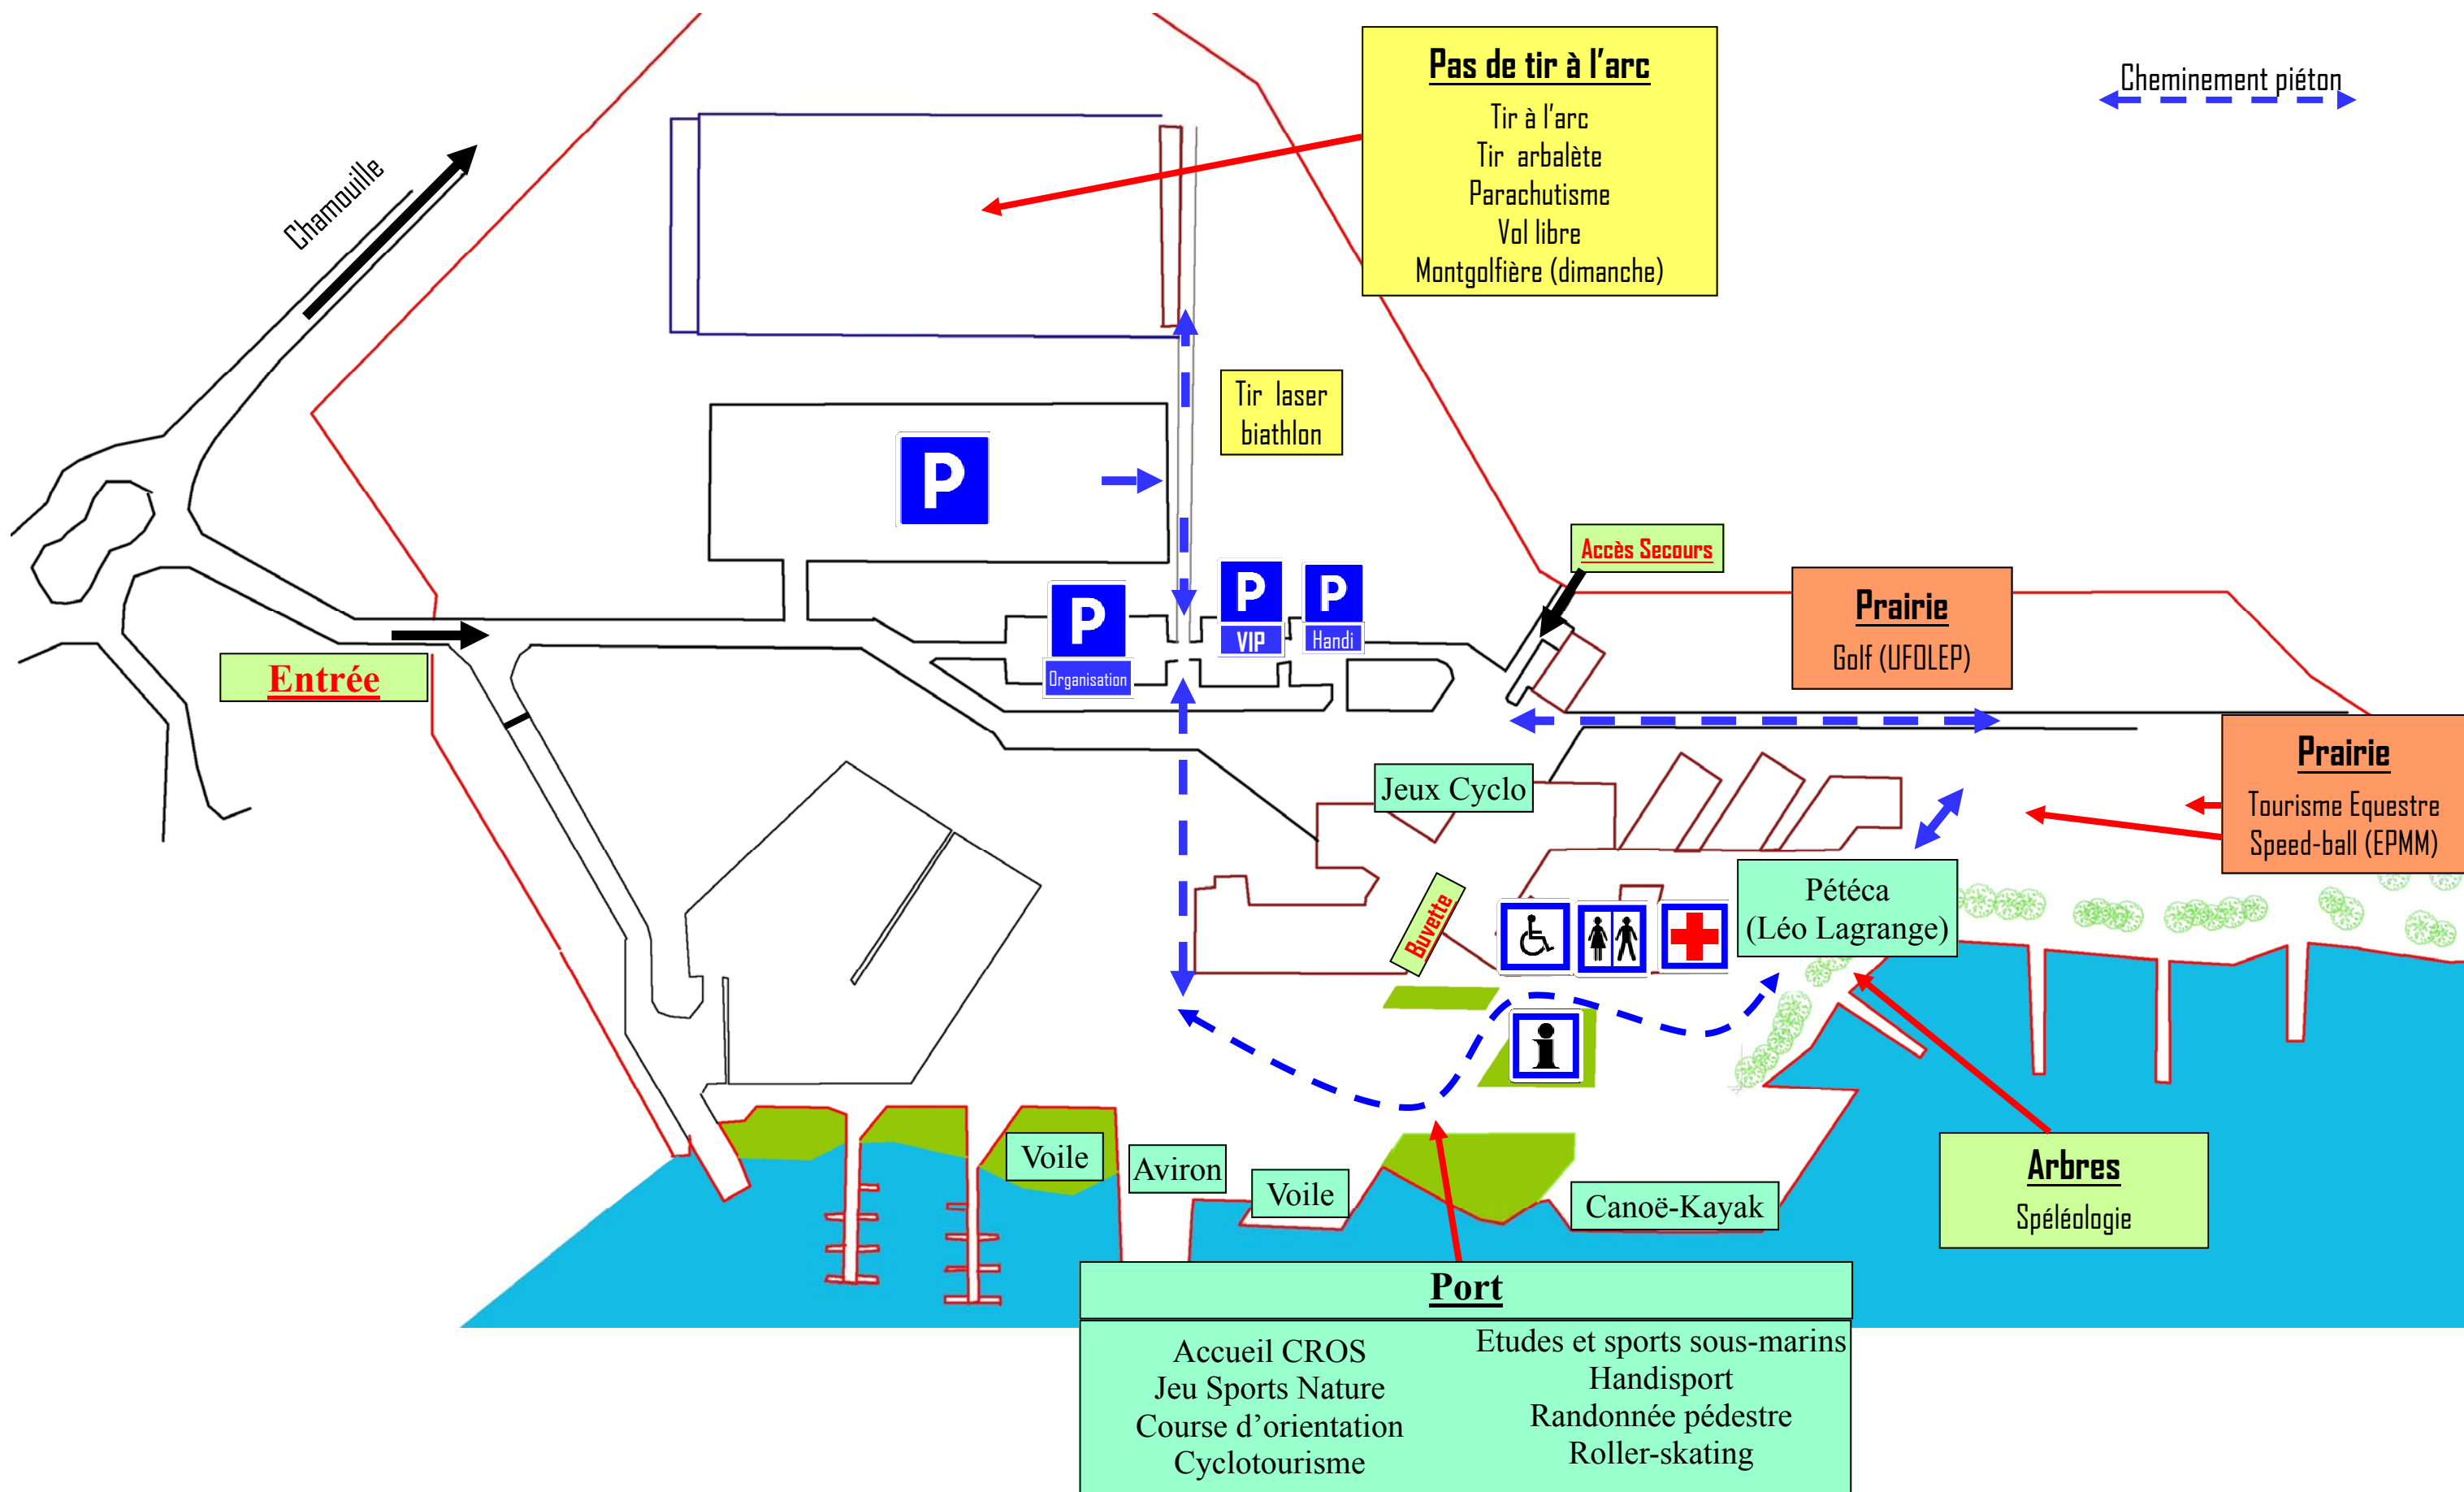 Pas de tir à l'arc
Tir à l'arc
Tir arbalète
Parachutisme
Vol libre
Montgolfière (dimanche)
Cheminement piéton
Chamouille
Tir laser
biathlon
P
Accès Secours
P
Organisation
P
VIP
P
Handi
Prairie
Golf (UFOLEP)
Entrée
Prairie
Tourisme Equestre
Speed-ball (EPMM)
Jeux Cyclo
Buvette
Pétéca
(Léo Lagrange)
i
Voile
Aviron
Voile
Canoë-Kayak
Arbres
Spéléologie
Port
Accueil CROS
Jeu Sports Nature
Course d’orientation
Cyclotourisme
Etudes et sports sous-marins
Handisport
Randonnée pédestre
Roller-skating